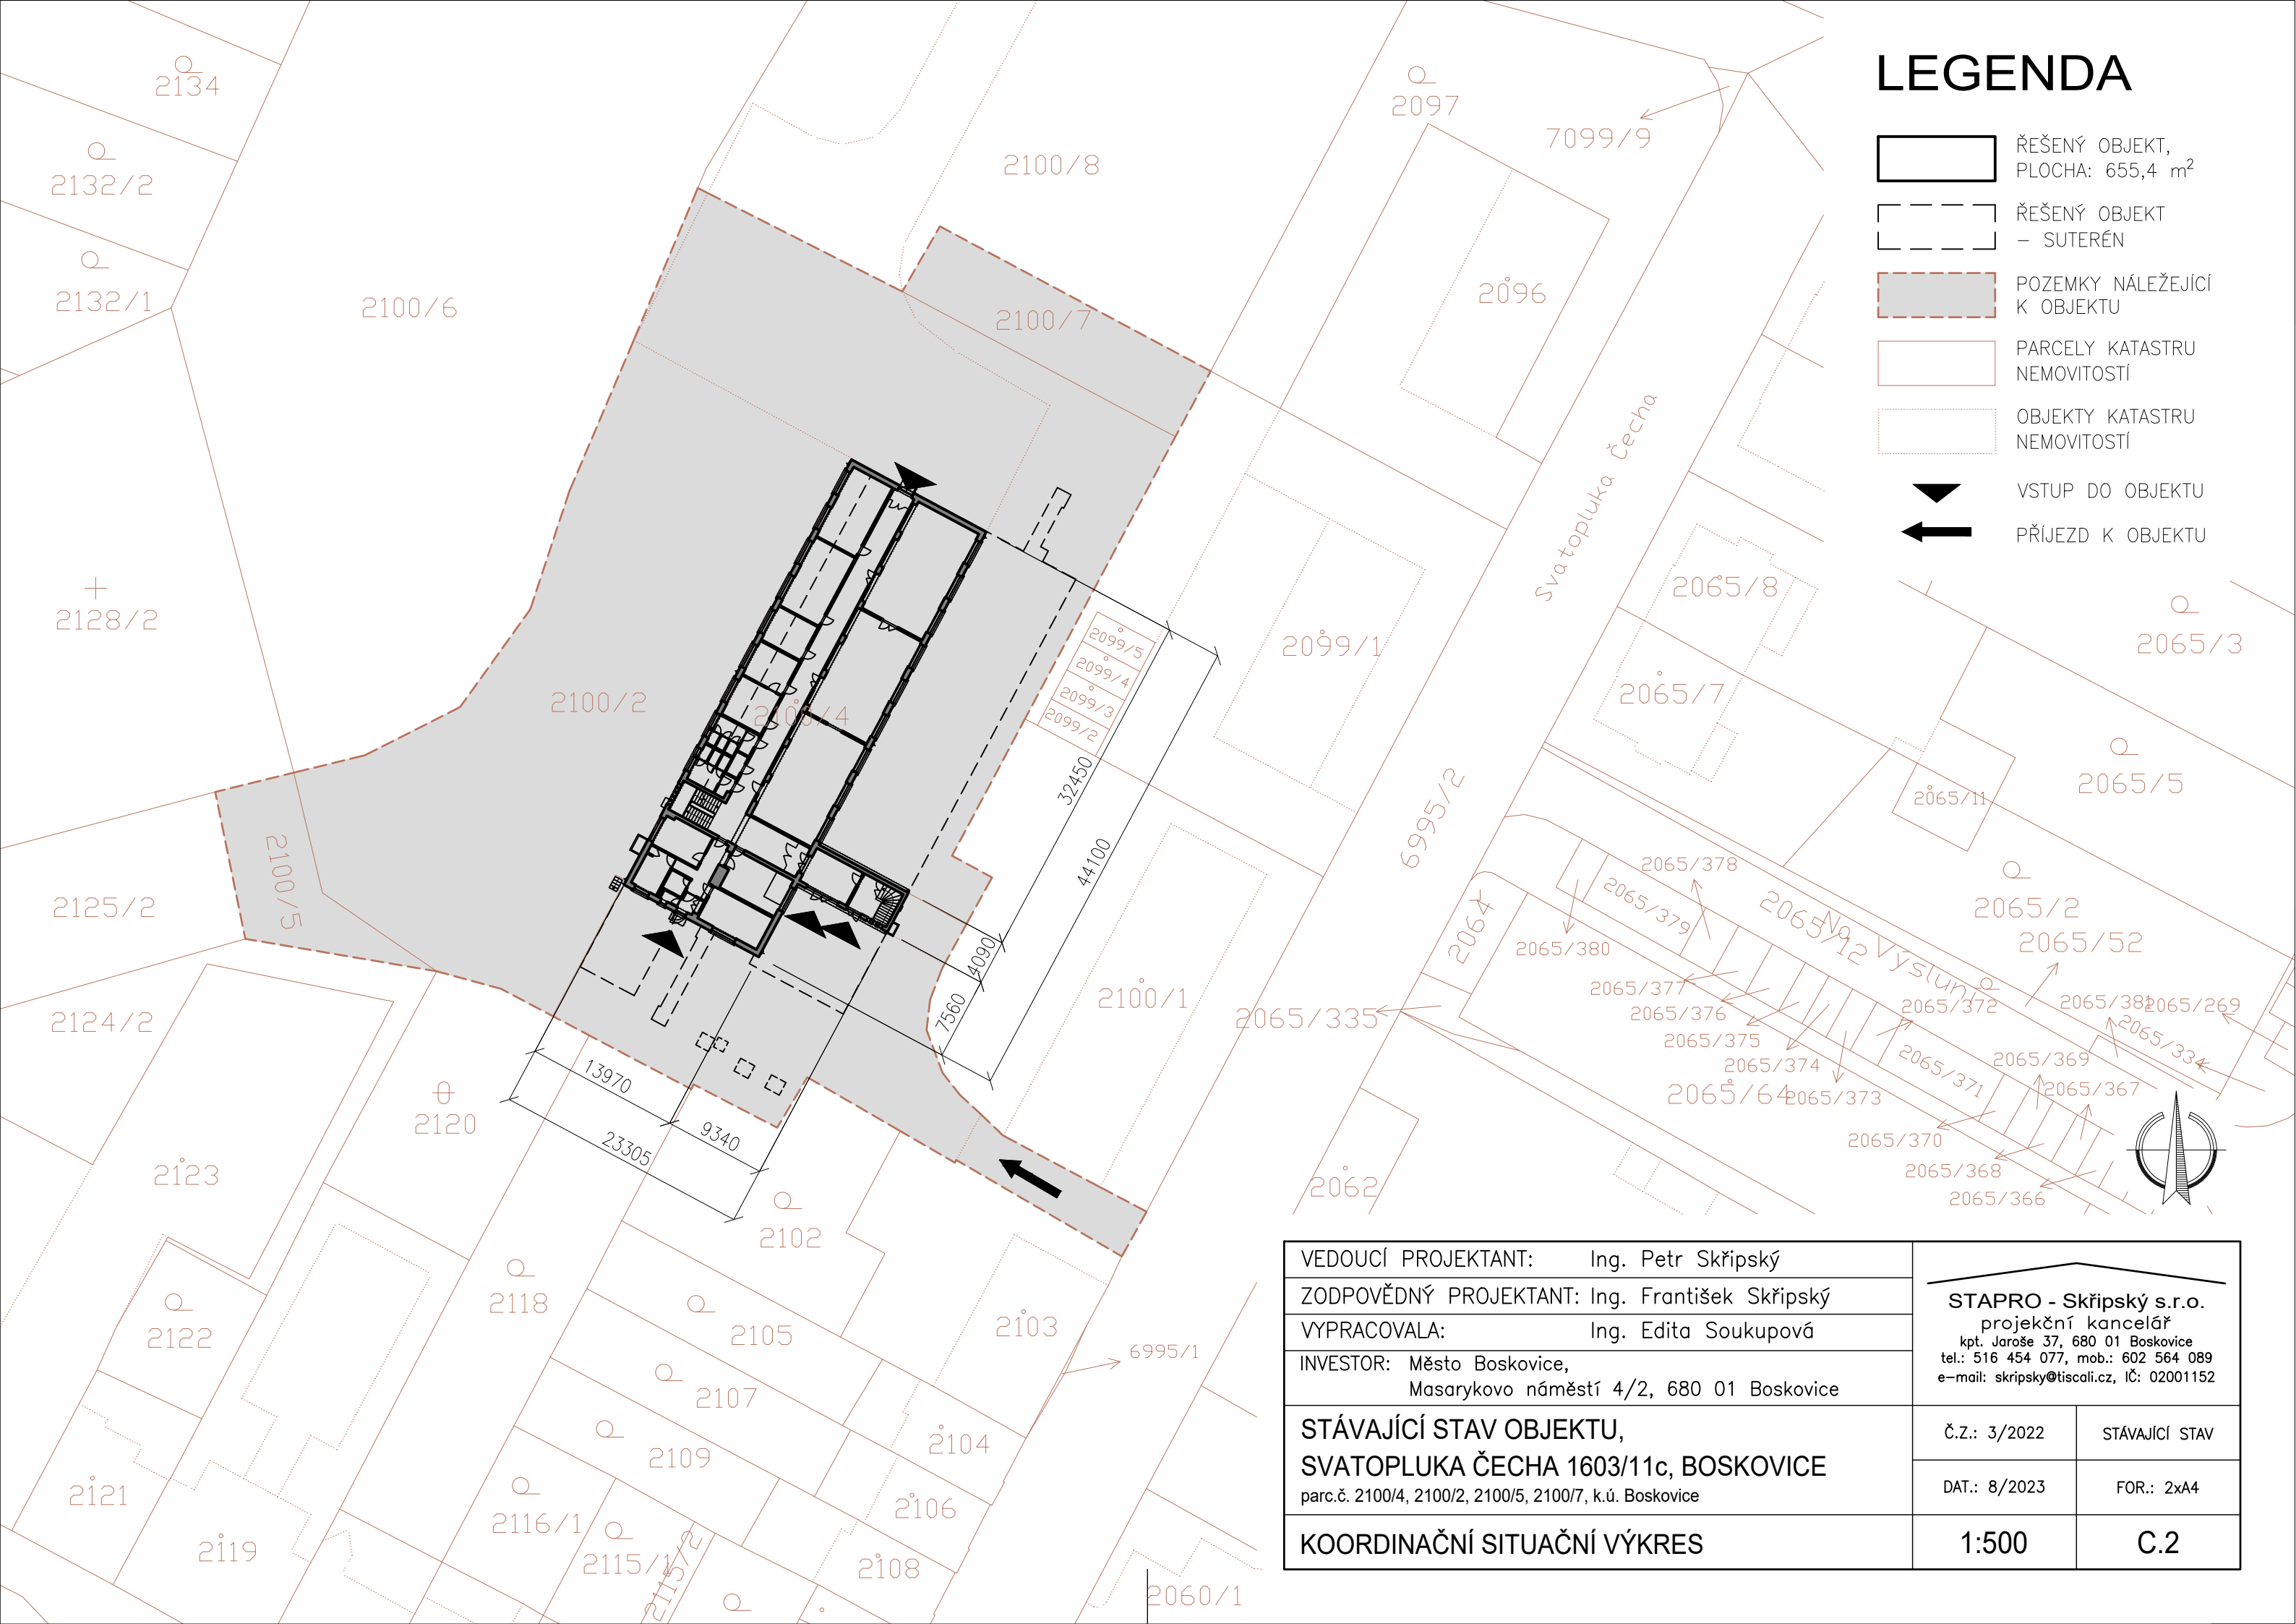 LEGENDA
ŘEŠENÝ OBJEKT,
PLOCHA: 655,4 m²
ŘEŠENÝ OBJEKT
– SUTERÉN
POZEMKY NÁLEŽEJÍCÍ
K OBJEKTU
PARCELY KATASTRU
NEMOVITOSTÍ
OBJEKTY KATASTRU
NEMOVITOSTÍ
VSTUP DO OBJEKTU
PŘÍJEZD K OBJEKTU
2134
2132/2
2132/1
2128/2
2125/2
2124/2
2123
2122
2121
2119
2120
2118
2116/1
2115/1
2115/2
2100/6
2100/8
2100/7
2100/2
2100/4
2100/5
2100/1
2097
7099/9
2096
Svatopluka Čecha
2099/1
2099/5
2099/4
2099/3
2099/2
32450
44100
4090
7560
13970
9340
23305
6995/2
2065/8
2065/7
2065/3
2065/5
2065/11
2065/2
2065/52
2065/12
Na Výsluní
2064
2065/378
2065/379
2065/380
2065/377
2065/376
2065/375
2065/374
2065/373
2065/372
2065/371
2065/381
2065/269
2065/334
2065/369
2065/367
2065/370
2065/368
2065/366
2065/64
2065/335
2062
2102
2103
2105
2107
2109
2104
2106
2108
6995/1
2060/1
VEDOUCÍ PROJEKTANT: Ing. Petr Skřipský
ZODPOVĚDNÝ PROJEKTANT: Ing. František Skřipský
VYPRACOVALA: Ing. Edita Soukupová
INVESTOR: Město Boskovice,
Masarykovo náměstí 4/2, 680 01 Boskovice
STAPRO - Skřipský s.r.o.
projekční kancelář
kpt. Jaroše 37, 680 01 Boskovice
tel.: 516 454 077, mob.: 602 564 089
e-mail: skripsky@tiscali.cz, IČ: 02001152
STÁVAJÍCÍ STAV OBJEKTU,
SVATOPLUKA ČECHA 1603/11c, BOSKOVICE
parc.č. 2100/4, 2100/2, 2100/5, 2100/7, k.ú. Boskovice
Č.Z.: 3/2022
STÁVAJÍCÍ STAV
DAT.: 8/2023
FOR.: 2xA4
KOORDINAČNÍ SITUAČNÍ VÝKRES
1:500
C.2